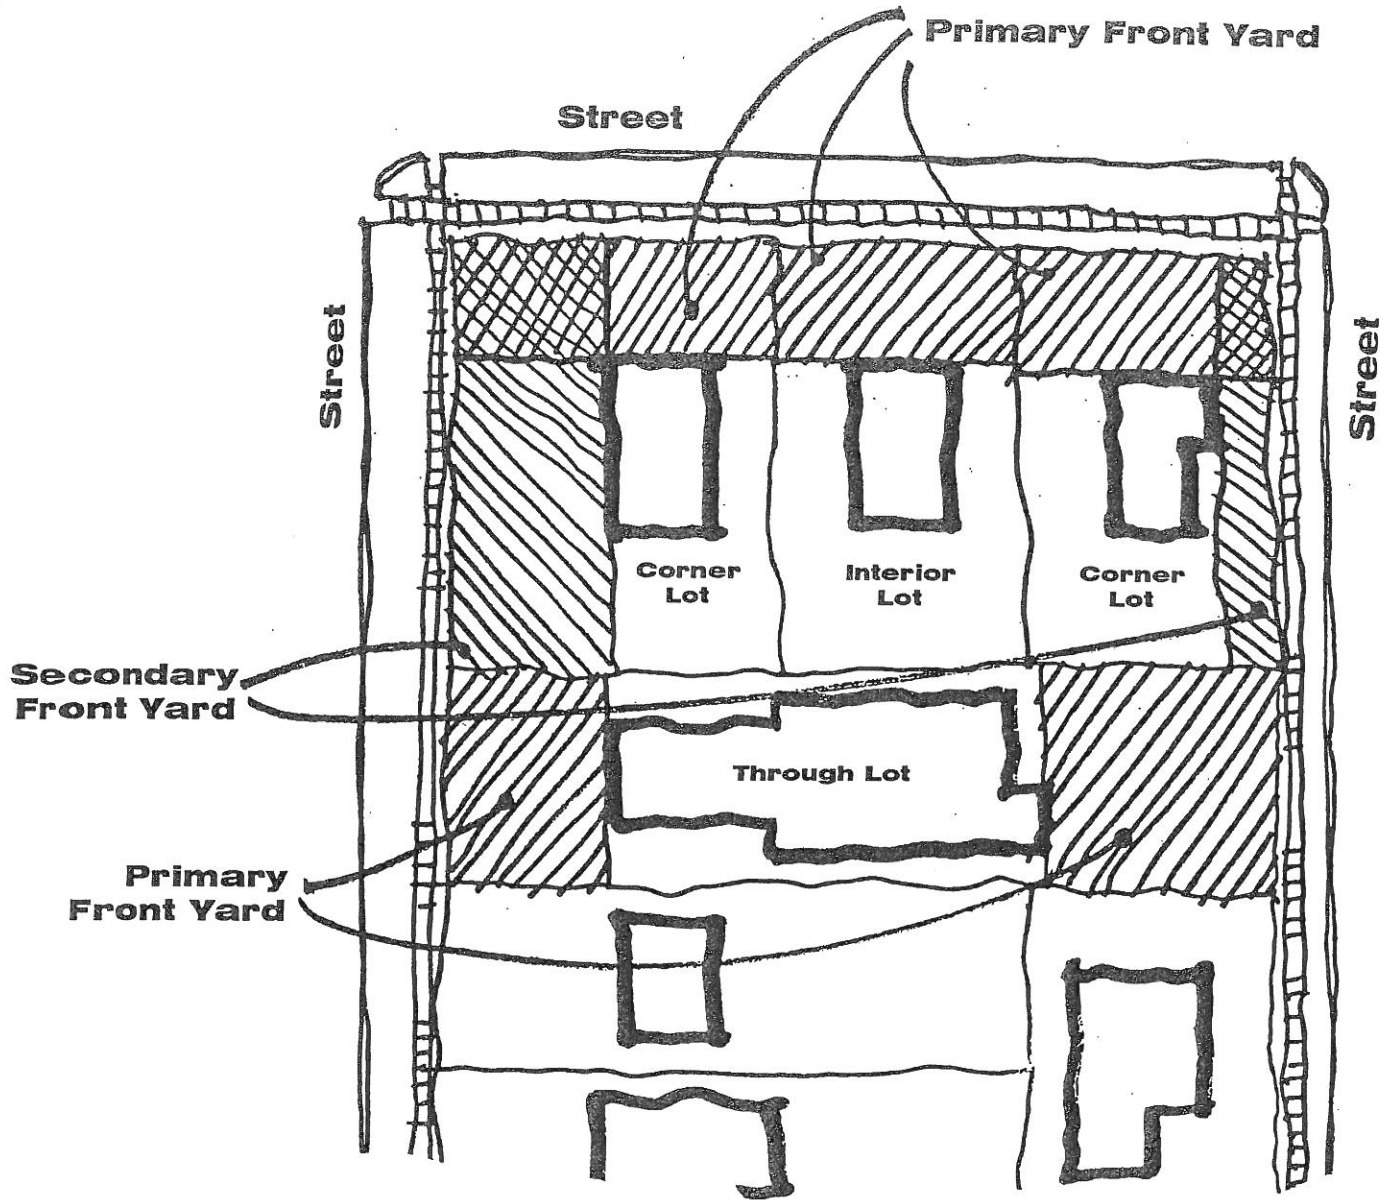 Primary Front Yard
Street
Street
Street
Corner
Lot
Interior
Lot
Corner
Lot
Secondary
Front Yard
Through Lot
Primary
Front Yard